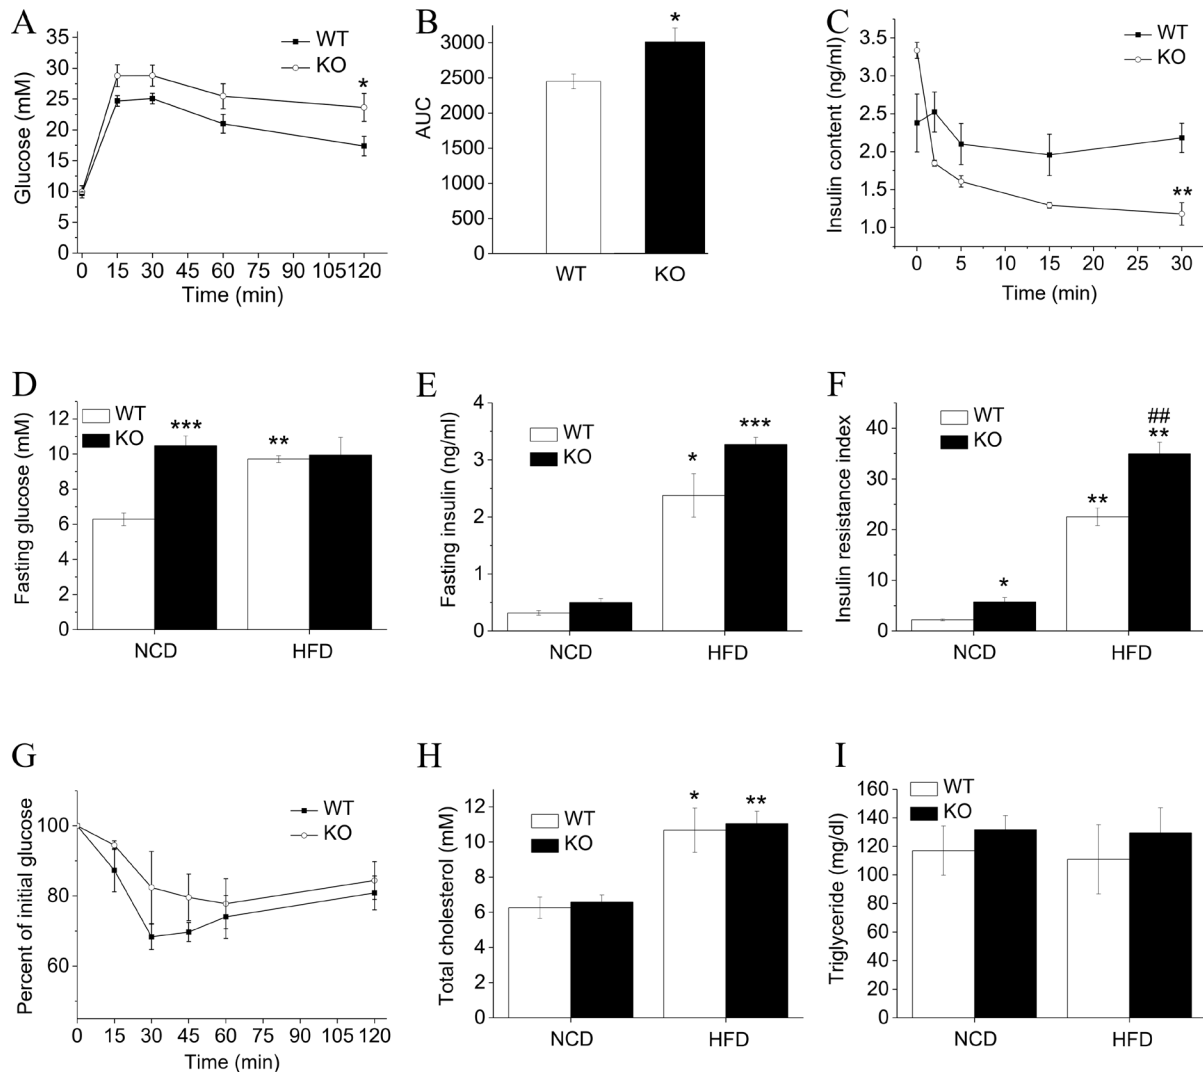 A
Glucose (mM)
35
30
25
20
15
10
5
0
WT
KO
*
0 15 30 45 60 75 90 105 120
Time (min)
B
AUC
3000
2500
2000
1500
1000
500
0
*
WT KO
C
Insulin content (ng/ml)
3.5
3.0
2.5
2.0
1.5
1.0
WT
KO
**
0 5 10 15 20 25 30
Time (min)
D
Fasting glucose (mM)
12
10
8
6
4
2
0
WT
KO
***
**
NCD HFD
E
Fasting insulin (ng/ml)
4
3
2
1
0
WT
KO
*
***
NCD HFD
F
Insulin resistance index
40
30
20
10
0
WT
KO
*
**
##
**
NCD HFD
G
Percent of initial glucose
100
80
60
WT
KO
0 15 30 45 60 75 90 105 120
Time (min)
H
Total cholesterol (mM)
12
10
8
6
4
2
0
WT
KO
*
**
NCD HFD
I
Triglyceride (mg/dl)
160
140
120
100
80
60
40
20
0
WT
KO
NCD HFD